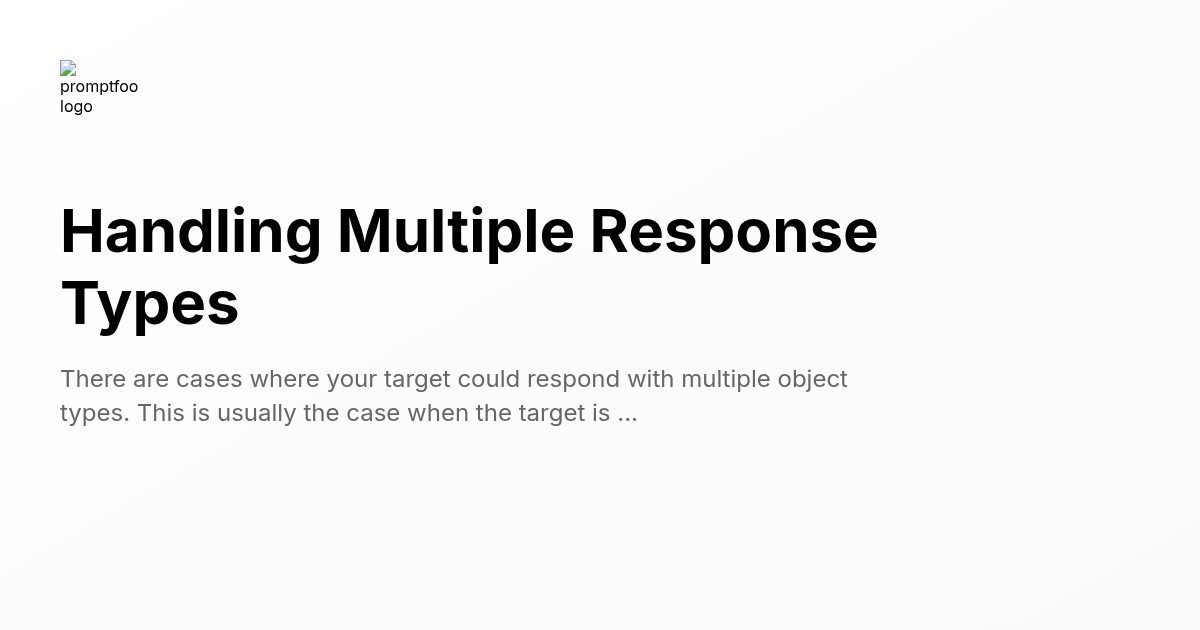 promptfoo
logo
Handling Multiple Response
Types
There are cases where your target could respond with multiple object
types. This is usually the case when the target is ...